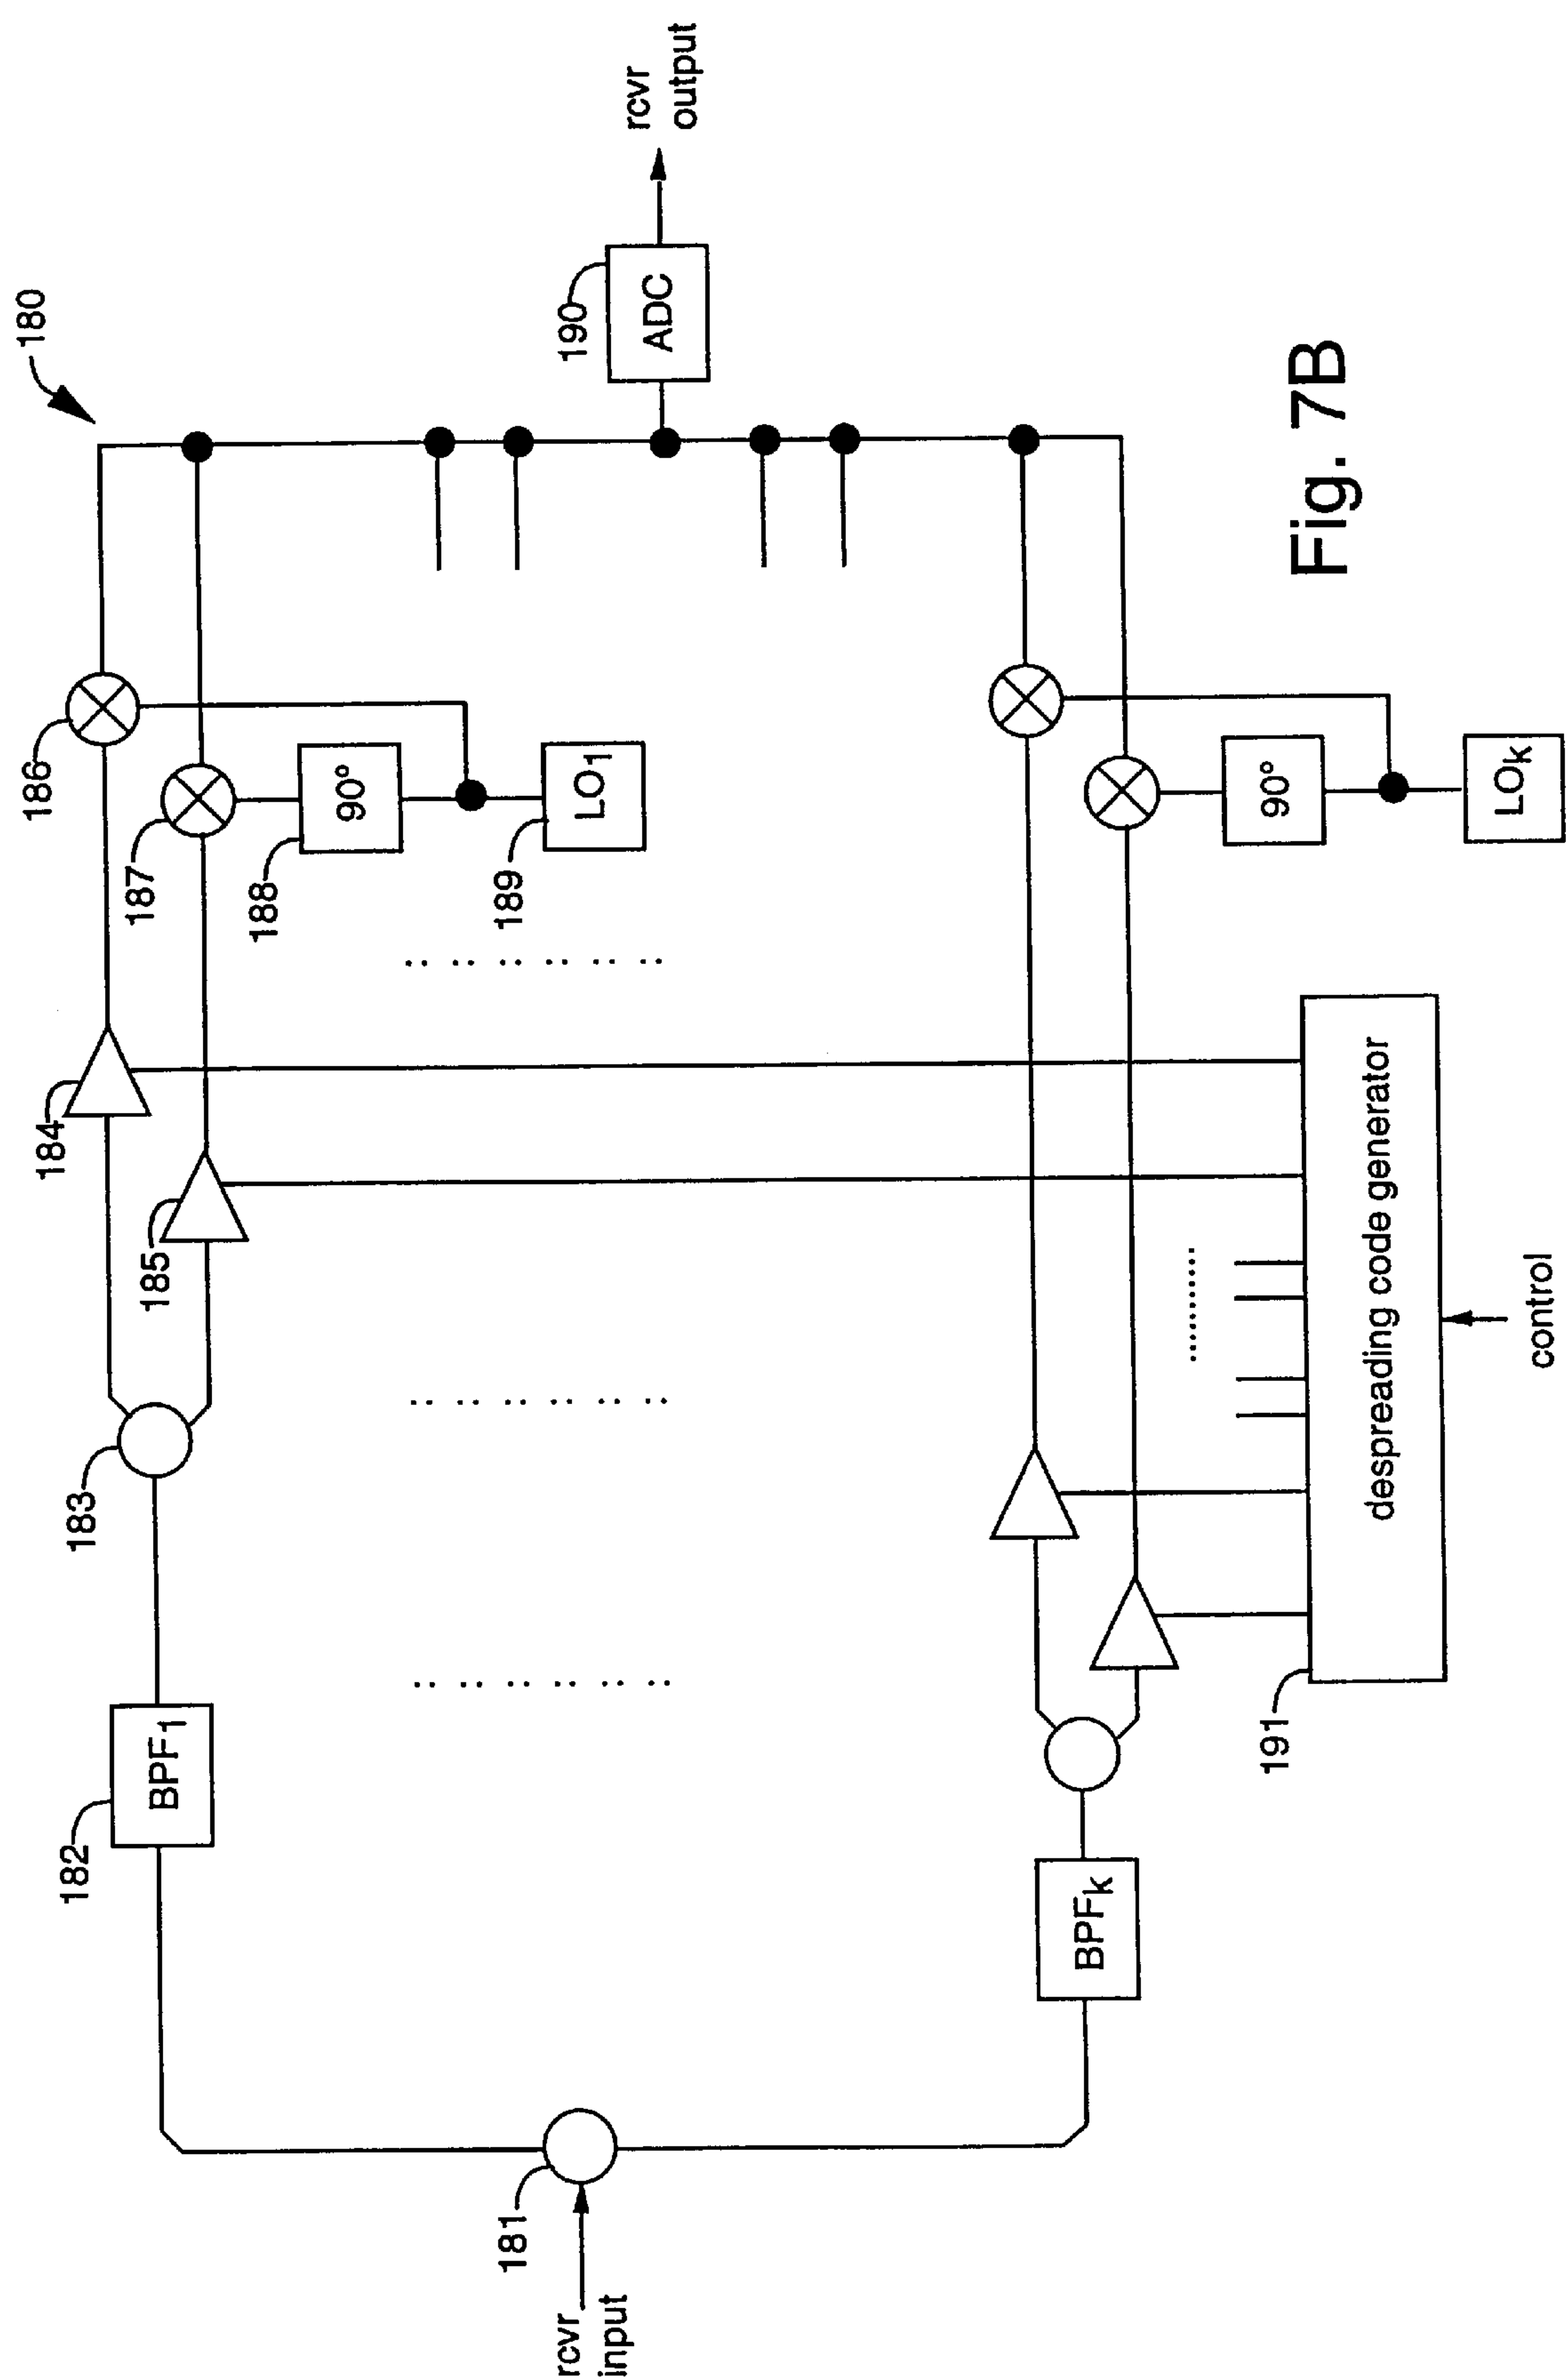 180
rcvr
output
190
ADC
186
187
188
90°
189
LO1
184
185
183
182
BPF1
181
rcvr
input
BPFk
90°
LOk
191
despreading code generator
control
Fig. 7B